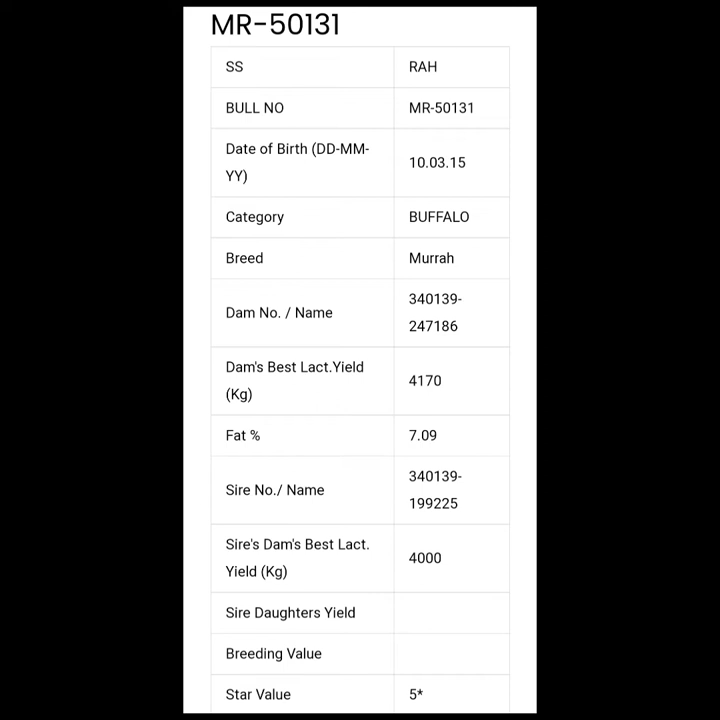 MR-50131
SS RAH
BULL NO MR-50131
Date of Birth (DD-MM-
YY) 10.03.15
Category BUFFALO
Breed Murrah
Dam No. / Name 340139-
247186
Dam's Best Lact.Yield
(Kg) 4170
Fat % 7.09
Sire No./ Name 340139-
199225
Sire's Dam's Best Lact.
Yield (Kg) 4000
Sire Daughters Yield
Breeding Value
Star Value 5*